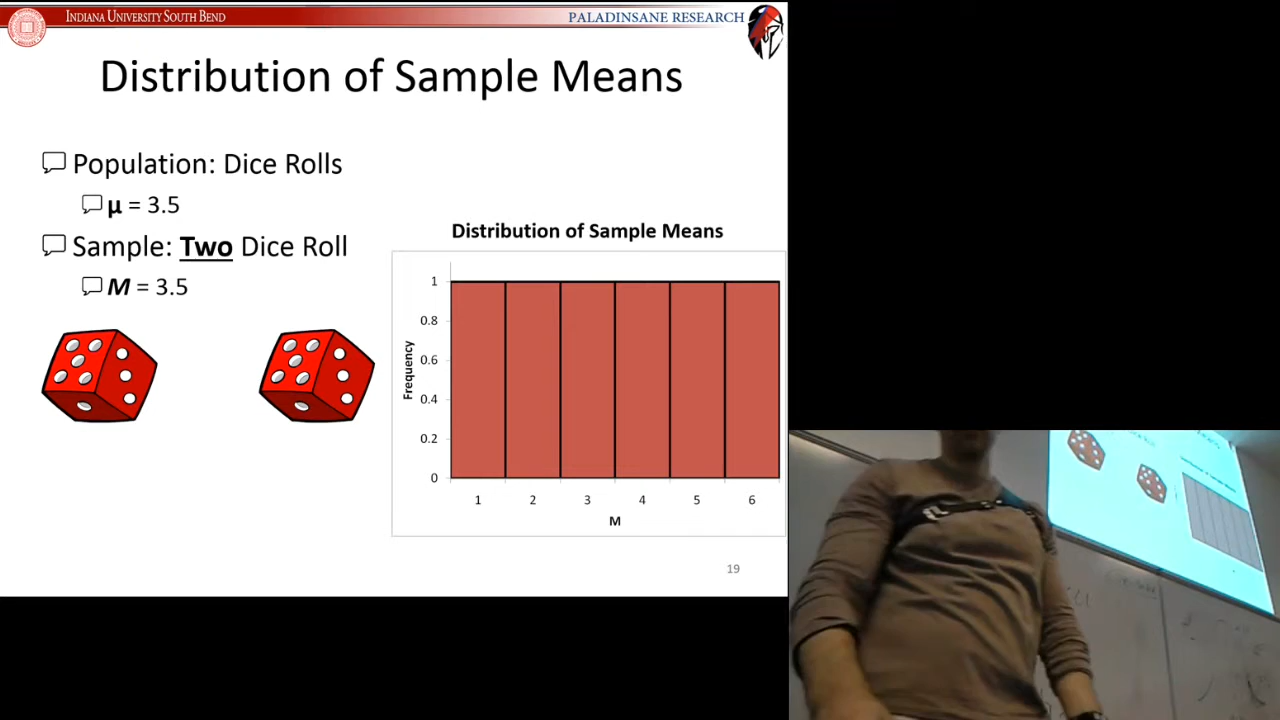 INDIANA UNIVERSITY SOUTH BEND
PALADINSANE RESEARCH
Distribution of Sample Means
Population: Dice Rolls
μ = 3.5
Sample: Two Dice Roll
M = 3.5
Distribution of Sample Means
Frequency
1
0.8
0.6
0.4
0.2
0
1 2 3 4 5 6
M
19